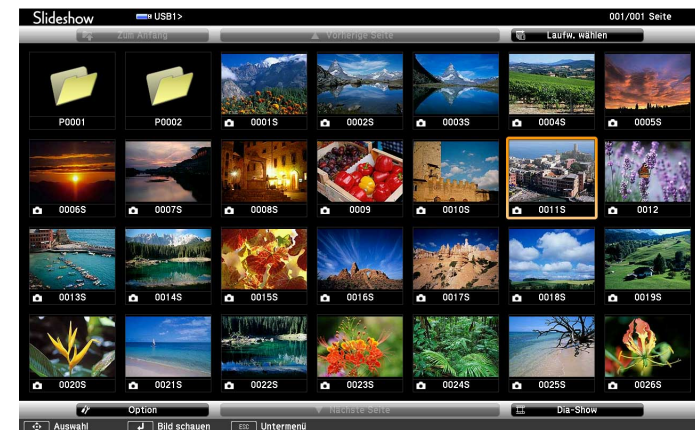 Slideshow USB1> 001/001 Seite
Zum Anfang Vorherige Seite Laufw. wählen
P0001 P0002 0001S 0002S 0003S 0004S 0005S
0006S 0007S 0008S 0009 0010S 0011S 0012
0013S 0014S 0015S 0016S 0017S 0018S 0019S
0020S 0021S 0022S 0023S 0024S 0025S 0026S
Option Nächste Seite Dia-Show
Auswahl Bild schauen ESC Untermenü